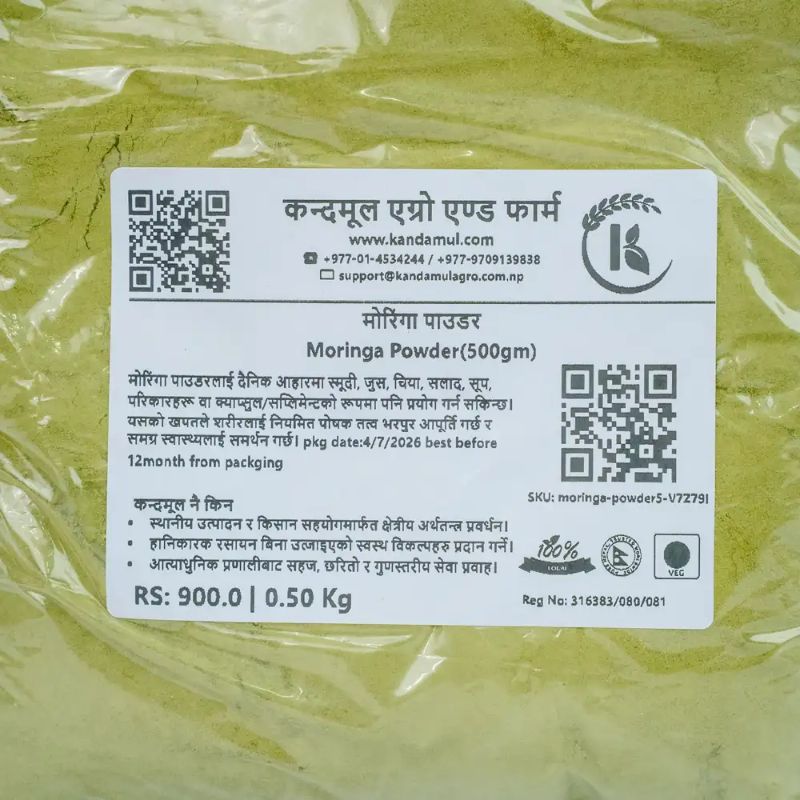 कन्दमूल एग्रो एण्ड फार्म
www.kandamul.com
+977-01-4534244 / +977-9709139838
support@kandamulagro.com.np
मोरिंगा पाउडर
Moringa Powder(500gm)
मोरिंगा पाउडरलाई दैनिक आहारमा स्मूदी, जुस, चिया, सलाद, सूप,
परिकारहरू वा क्याप्सुल/सप्लिमेन्टको रूपमा पनि प्रयोग गर्न सकिन्छ।
यसको खपतले शरीरलाई नियमित पोषक तत्व भरपुर आपूर्ति गर्छ र
समग्र स्वास्थ्यलाई समर्थन गर्छ। pkg date:4/7/2026 best before
12month from packging
SKU: moringa-powder5-V7Z79I
कन्दमूल नै किन
• स्थानीय उत्पादन र किसान सहयोगमार्फत क्षेत्रीय अर्थतन्त्र प्रवर्धन।
• हानिकारक रसायन बिना उत्जाइएको स्वस्थ विकल्पहरु प्रदान गर्ने।
• आत्याधुनिक प्रणालीबाट सहज, छरितो र गुणस्तरीय सेवा प्रवाह।
100%
LOCAL
VEG
RS: 900.0 | 0.50 Kg
Reg No: 316383/080/081